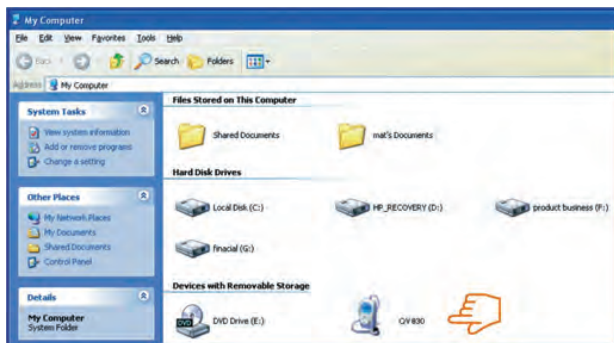 My Computer
File Edit View Favorites Tools Help
Back Search Folders
Address My Computer
Files Stored on This Computer
System Tasks
View system information
Add or remove programs
Change a setting
Shared Documents
mat's Documents
Hard Disk Drives
Other Places
My Network Places
My Documents
Shared Documents
Control Panel
Local Disk (C:)
HP_RECOVERY (D:)
product business (F:)
finacial (G:)
Devices with Removable Storage
Details
My Computer
System Folder
DVD
DVD Drive (E:)
QV830